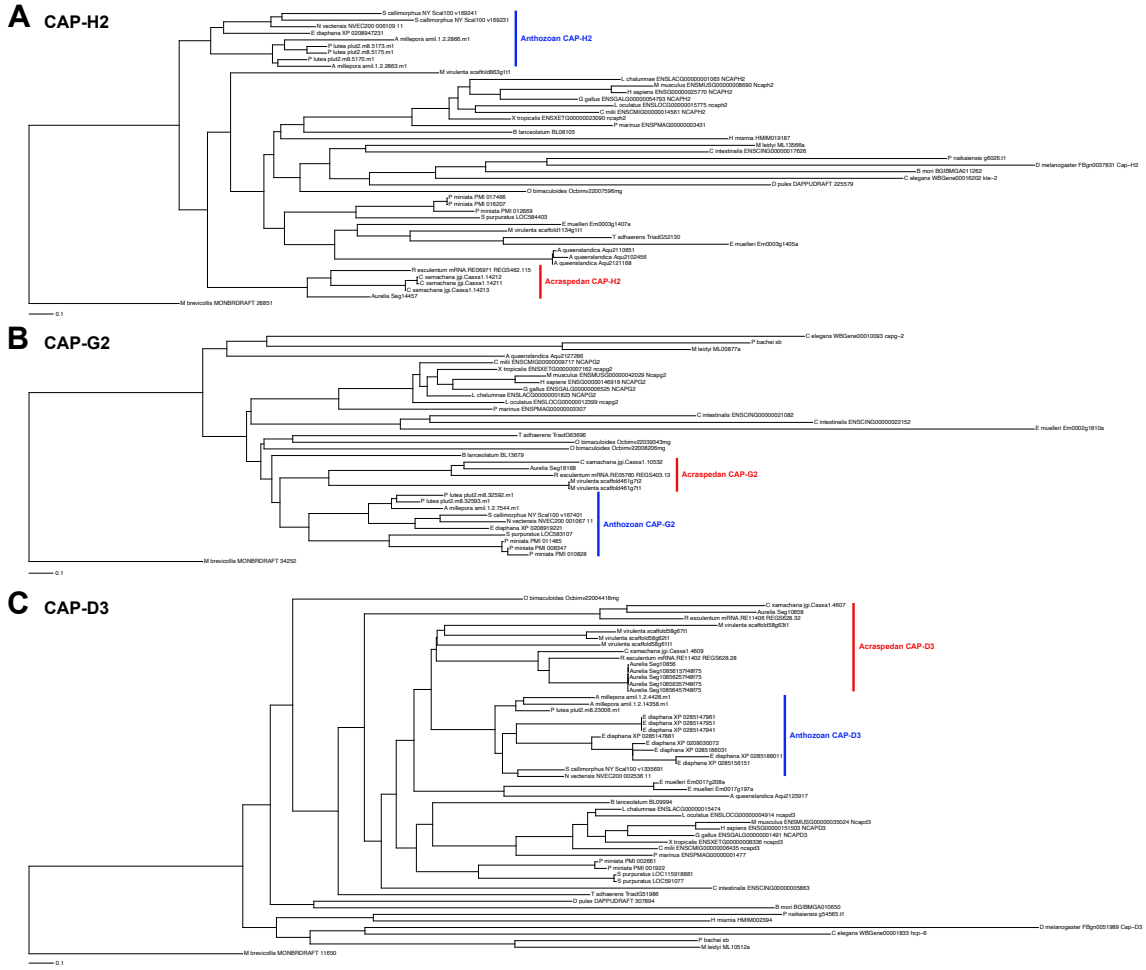 A CAP-H2
S callimorphus NY Scal100 v169241
S callimorphus NY Scal100 v169231
N vectensis NVEC200 006109 11
E diaphana XP 0208947231
A millepora amil.1.2.2866.m1
P lutea plut2.m8.5173.m1
P lutea plut2.m8.5175.m1
P lutea plut2.m8.5170.m1
A millepora amil.1.2.2863.m1
Anthozoan CAP-H2
M virulenta scaffold863g1t1
L chalumnae ENSLACG00000001063 NCAPH2
M musculus ENSMUSG00000008690 Ncaph2
H sapiens ENSG00000025770 NCAPH2
G gallus ENSGALG00000054793 NCAPH2
L oculatus ENSLOCG00000015775 ncaph2
C milii ENSCMIG00000014561 NCAPH2
X tropicalis ENSXETG00000023090 ncaph2
P marinus ENSPMAG00000003431
B lanceolatum BL08105
H miamia HMIM019187
M leidyi ML13566a
C intestinalis ENSCING00000017626
P naikaiensis g6026.t1
D melanogaster FBgn0037831 Cap-H2
B mori BGIBMGA011262
C elegans WBGene00016202 kle-2
D pulex DAPPUDRAFT 225579
O bimaculoides Ocbimv22007596mg
P miniata PMI 017466
P miniata PMI 016207
P miniata PMI 012669
S purpuratus LOC584403
E muelleri Em0003g1407a
M virulenta scaffold1134g1t1
T adhaerens TriadG52130
E muelleri Em0003g1405a
A queenslandica Aqu2110651
A queenslandica Aqu2102456
A queenslandica Aqu2121168
R esculentum mRNA.RE06971 REGS462.115
C xamachana jgi.Casxa1.14212
C xamachana jgi.Casxa1.14211
C xamachana jgi.Casxa1.14213
Aurelia Seg14457
Acraspedan CAP-H2
M brevicollis MONBRDRAFT 26851
0.1
B CAP-G2
C elegans WBGene00010093 capg-2
P bachei sb
M leidyi ML00877a
A queenslandica Aqu2127286
C milii ENSCMIG00000009717 NCAPG2
X tropicalis ENSXETG00000007162 ncapg2
M musculus ENSMUSG00000042029 Ncapg2
H sapiens ENSG00000146918 NCAPG2
G gallus ENSGALG00000006525 NCAPG2
L chalumnae ENSLACG00000001823 NCAPG2
L oculatus ENSLOCG00000012399 ncapg2
P marinus ENSPMAG00000003307
C intestinalis ENSCING00000021082
C intestinalis ENSCING00000022152
E muelleri Em0002g1810a
T adhaerens TriadG63696
O bimaculoides Ocbimv22039343mg
O bimaculoides Ocbimv22008206mg
B lanceolatum BL13679
C xamachana jgi.Casxa1.10532
Aurelia Seg18168
R esculentum mRNA.RE05760 REGS403.13
M virulenta scaffold461g7t2
M virulenta scaffold461g7t1
Acraspedan CAP-G2
P lutea plut2.m8.32592.m1
P lutea plut2.m8.32593.m1
A millepora amil.1.2.7544.m1
S callimorphus NY Scal100 v167401
N vectensis NVEC200 001067 11
E diaphana XP 0208919221
Anthozoan CAP-G2
S purpuratus LOC583107
P miniata PMI 011485
P miniata PMI 008347
P miniata PMI 010828
M brevicollis MONBRDRAFT 34252
0.1
C CAP-D3
O bimaculoides Ocbimv22004418mg
C xamachana jgi.Casxa1.4607
Aurelia Seg10658
R esculentum mRNA.RE11406 REGS628.32
M virulenta scaffold58g63t1
M virulenta scaffold58g67t1
M virulenta scaffold58g62t1
M virulenta scaffold58g61t1
C xamachana jgi.Casxa1.4609
R esculentum mRNA.RE11402 REGS628.28
Aurelia Seg10856
Aurelia Seg10856157f48f75
Aurelia Seg10856257f48f75
Aurelia Seg10856357f48f75
Aurelia Seg10856457f48f75
Acraspedan CAP-D3
A millepora amil.1.2.4428.m1
A millepora amil.1.2.14358.m1
P lutea plut2.m8.23006.m1
E diaphana XP 0285147961
E diaphana XP 0285147951
E diaphana XP 0285147941
E diaphana XP 0285147881
E diaphana XP 0209030072
E diaphana XP 0285186031
E diaphana XP 0285186011
E diaphana XP 0285156151
S callimorphus NY Scal100 v1335691
N vectensis NVEC200 002536 11
Anthozoan CAP-D3
E muelleri Em0017g208a
E muelleri Em0017g197a
A queenslandica Aqu2123917
B lanceolatum BL09994
L chalumnae ENSLACG00000015474
L oculatus ENSLOCG00000004914 ncapd3
M musculus ENSMUSG00000035024 Ncapd3
H sapiens ENSG00000151503 NCAPD3
G gallus ENSGALG00000001491 NCAPD3
X tropicalis ENSXETG00000008336 ncapd3
C milii ENSCMIG00000006435 ncapd3
P marinus ENSPMAG00000001477
P miniata PMI 002661
P miniata PMI 001922
S purpuratus LOC115918881
S purpuratus LOC591077
C intestinalis ENSCING00000005863
T adhaerens TriadG51986
D pulex DAPPUDRAFT 307894
B mori BGIBMGA010650
P naikaiensis g54565.t1
H miamia HMIM002394
D melanogaster FBgn0051989 Cap-D3
C elegans WBGene00001833 hcp-6
P bachei sb
M leidyi ML10512a
M brevicollis MONBRDRAFT 11650
0.1